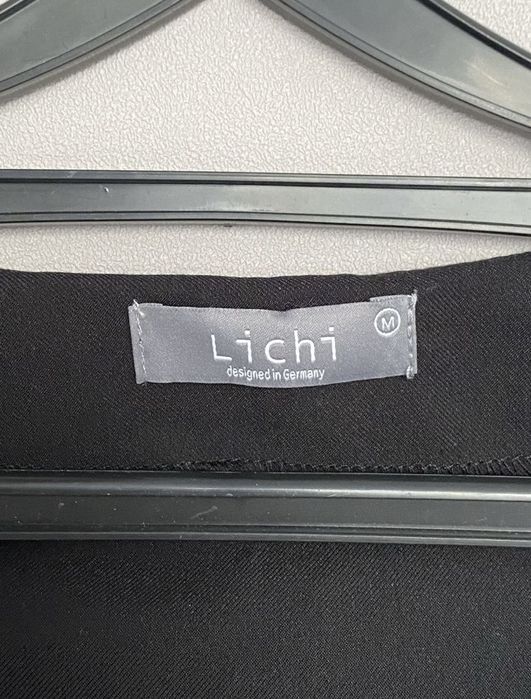 Lichi M
designed in Germany